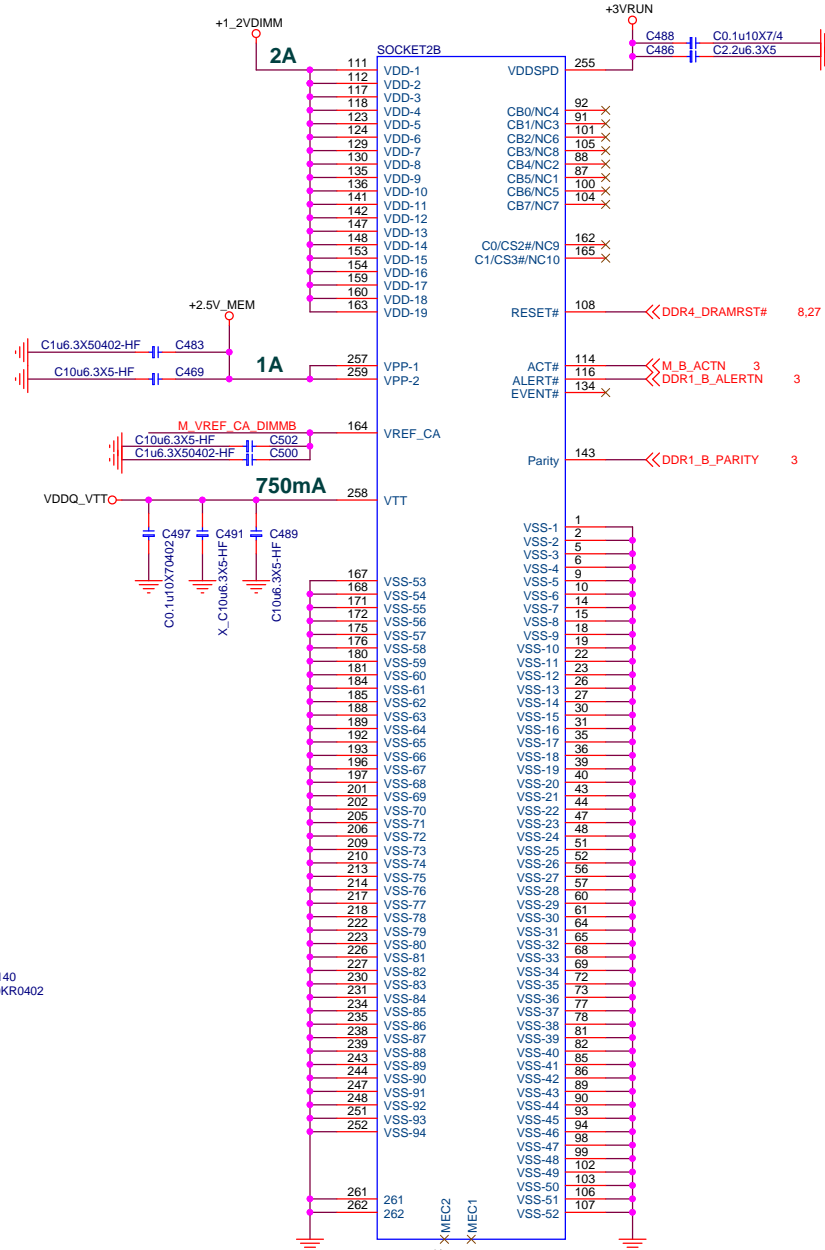 +3VRUN
+1_2VDIMM
C488 C0.1u10X7/4
C486 C2.2u6.3X5
2A
SOCKET2B
111 VDD-1 VDDSPD 255
112 VDD-2
117 VDD-3
118 VDD-4 CB0/NC4 92
123 VDD-5 CB1/NC3 91
124 VDD-6 CB2/NC6 101
129 VDD-7 CB3/NC8 105
130 VDD-8 CB4/NC2 88
135 VDD-9 CB5/NC1 87
136 VDD-10 CB6/NC5 100
141 VDD-11 CB7/NC7 104
142 VDD-12
147 VDD-13
148 VDD-14 C0/CS2#/NC9 162
153 VDD-15 C1/CS3#/NC10 165
154 VDD-16
159 VDD-17
160 VDD-18
163 VDD-19 RESET# 108 DDR4_DRAMRST# 8,27
+2.5V_MEM
C1u6.3X50402-HF C483
1A
257 VPP-1 ACT# 114 M_B_ACTN 3
C10u6.3X5-HF C469 259 VPP-2 ALERT# 116 DDR1_B_ALERTN 3
EVENT# 134
M_VREF_CA_DIMMB 164 VREF_CA
C10u6.3X5-HF C502
C1u6.3X50402-HF C500
Parity 143 DDR1_B_PARITY 3
750mA
VDDQ_VTT 258 VTT
C497 C491 C489
C0.1u10X70402
X_C10u6.3X5-HF
C10u6.3X5-HF
VSS-1 1
VSS-2 2
VSS-3 5
VSS-4 6
167 VSS-53 VSS-5 9
168 VSS-54 VSS-6 10
171 VSS-55 VSS-7 14
172 VSS-56 VSS-8 15
175 VSS-57 VSS-9 18
176 VSS-58 VSS-10 19
180 VSS-59 VSS-11 22
181 VSS-60 VSS-12 23
184 VSS-61 VSS-13 26
185 VSS-62 VSS-14 27
188 VSS-63 VSS-15 30
189 VSS-64 VSS-16 31
192 VSS-65 VSS-17 35
193 VSS-66 VSS-18 36
196 VSS-67 VSS-19 39
197 VSS-68 VSS-20 40
201 VSS-69 VSS-21 43
202 VSS-70 VSS-22 44
205 VSS-71 VSS-23 47
206 VSS-72 VSS-24 48
209 VSS-73 VSS-25 51
210 VSS-74 VSS-26 52
213 VSS-75 VSS-27 56
214 VSS-76 VSS-28 57
217 VSS-77 VSS-29 60
218 VSS-78 VSS-30 61
222 VSS-79 VSS-31 64
223 VSS-80 VSS-32 65
226 VSS-81 VSS-33 68
227 VSS-82 VSS-34 69
230 VSS-83 VSS-35 72
231 VSS-84 VSS-36 73
234 VSS-85 VSS-37 77
235 VSS-86 VSS-38 78
238 VSS-87 VSS-39 81
239 VSS-88 VSS-40 82
243 VSS-89 VSS-41 85
244 VSS-90 VSS-42 86
247 VSS-91 VSS-43 89
248 VSS-92 VSS-44 90
251 VSS-93 VSS-45 93
252 VSS-94 VSS-46 94
VSS-47 98
VSS-48 99
VSS-49 102
VSS-50 103
261 261 VSS-51 106
262 262 VSS-52 107
MEC2
MEC1
KR0402